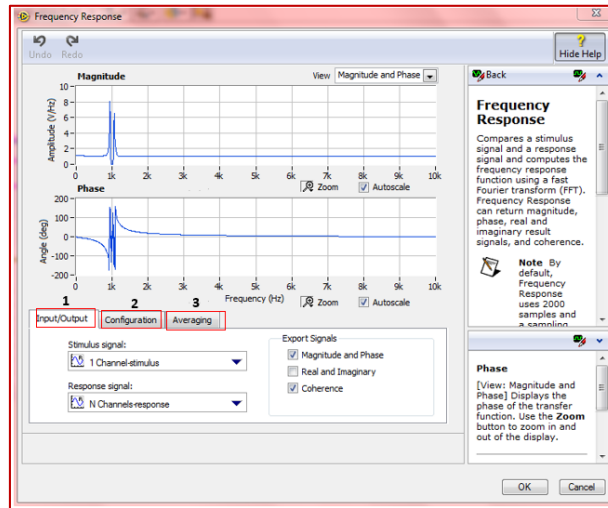 Frequency Response
Undo Redo
Hide Help
Magnitude
View Magnitude and Phase
Amplitude (V/Hz)
10
8
6
4
2
0
0 1k 2k 3k 4k 5k 6k 7k 8k 9k 10k
Phase
Zoom Autoscale
Angle (deg)
200
100
0
-100
-200
0 1k 2k 3k 4k 5k 6k 7k 8k 9k 10k
Frequency (Hz)
Zoom Autoscale
1 2 3
Input/Output Configuration Averaging
Stimulus signal:
1 Channel-stimulus
Response signal:
N Channels-response
Export Signals
Magnitude and Phase
Real and Imaginary
Coherence
Back
Frequency
Response
Compares a stimulus
signal and a response
signal and computes the
frequency response
function using a fast
Fourier transform (FFT).
Frequency Response
can return magnitude,
phase, real and
imaginary result
signals, and coherence.
Note By
default,
Frequency
Response
uses 2000
samples and
a sampling
Phase
[View: Magnitude and
Phase] Displays the
phase of the transfer
function. Use the Zoom
button to zoom in and
out of the display.
OK Cancel